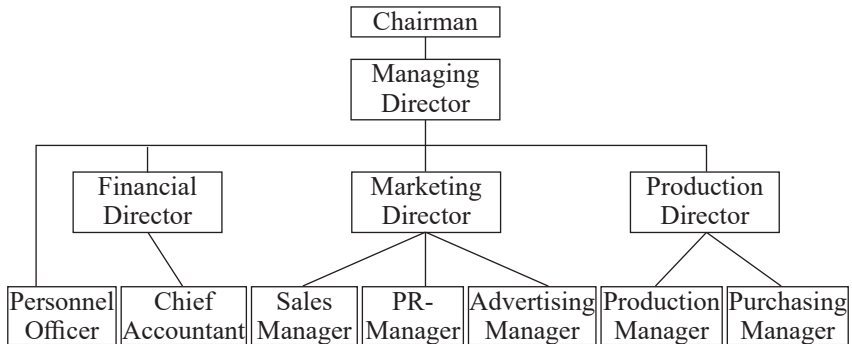 Chairman
Managing
Director
Financial
Director
Marketing
Director
Production
Director
Personnel
Officer
Chief
Accountant
Sales
Manager
PR-
Manager
Advertising
Manager
Production
Manager
Purchasing
Manager